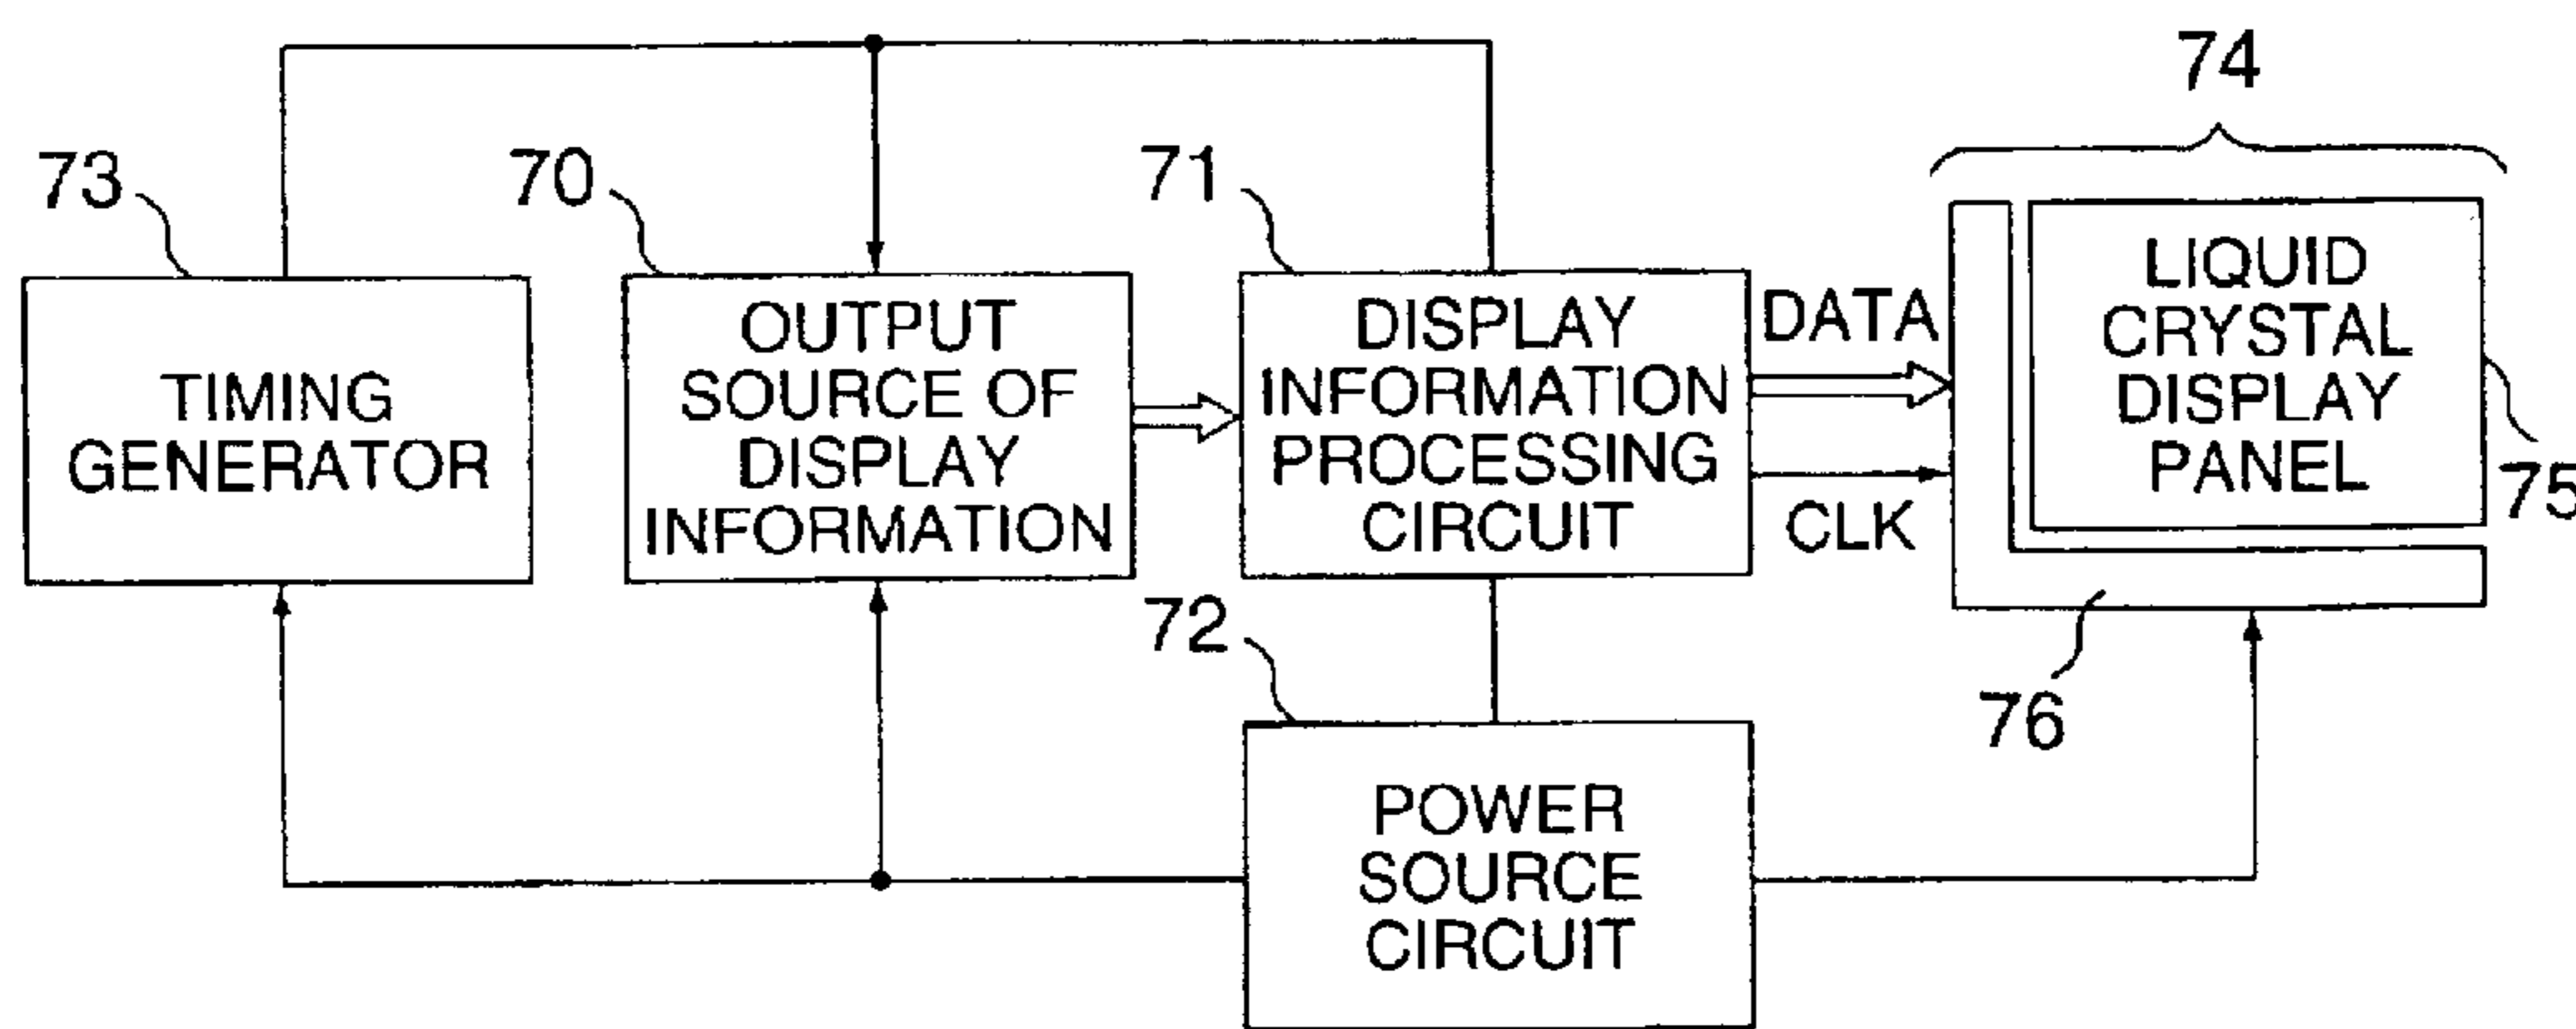 74
73
70
71
TIMING
GENERATOR
OUTPUT
SOURCE OF
DISPLAY
INFORMATION
DISPLAY
INFORMATION
PROCESSING
CIRCUIT
DATA
CLK
LIQUID
CRYSTAL
DISPLAY
PANEL
75
72
76
POWER
SOURCE
CIRCUIT